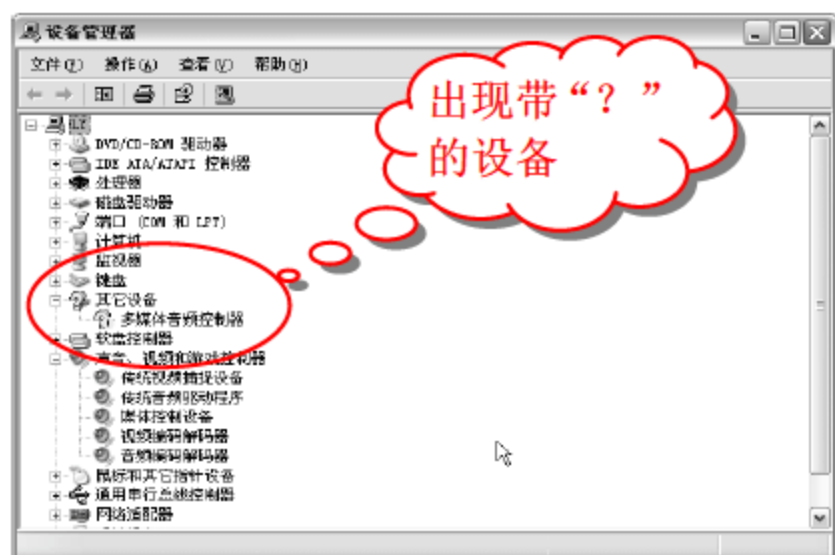 设备管理器
文件(F) 操作(A) 查看(V) 帮助(H)
出现带“？”
的设备
DVD/CD-ROM 驱动器
IDE ATA/ATAPI 控制器
处理器
磁盘驱动器
端口 (COM 和 LPT)
计算机
监视器
键盘
其它设备
多媒体音频控制器
软盘控制器
声音、视频和游戏控制器
传统视频捕捉设备
传统音频驱动程序
媒体控制设备
视频编码解码器
音频编码解码器
鼠标和其它指针设备
通用串行总线控制器
网络适配器